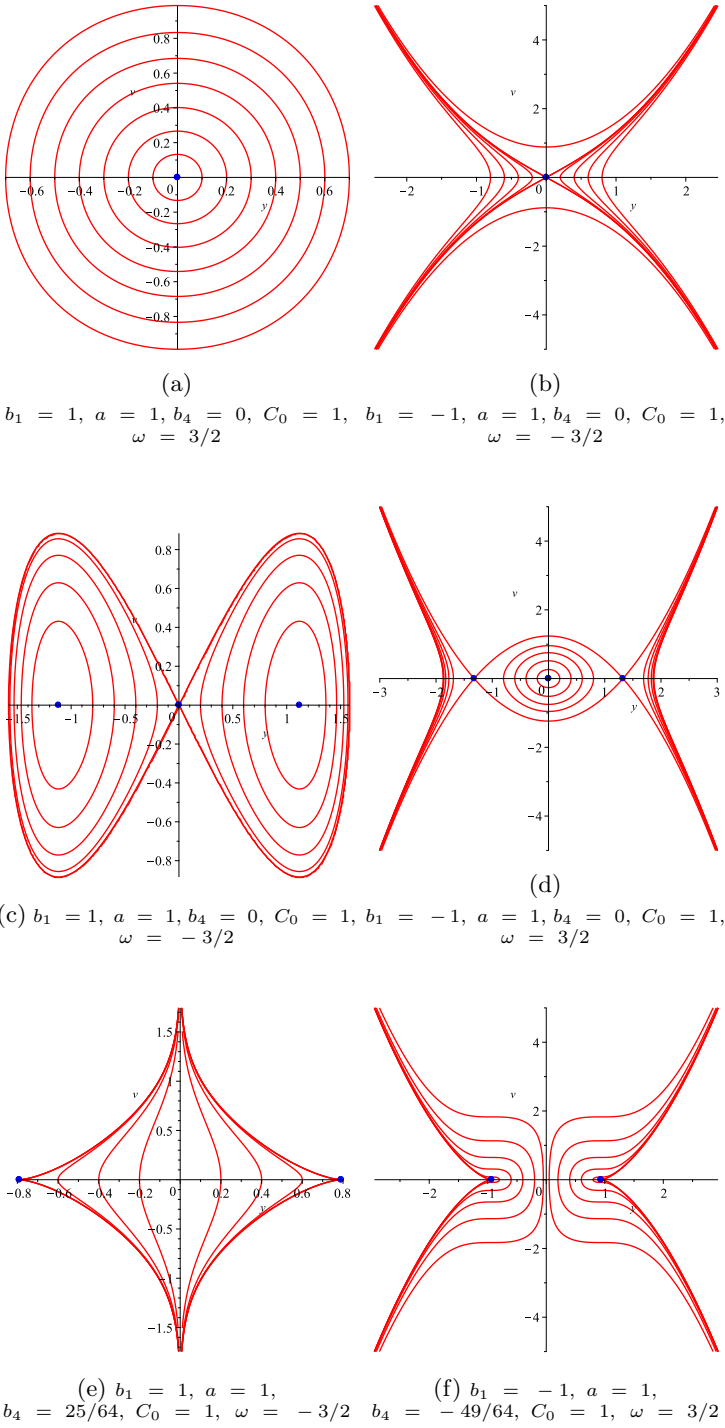 0.8
0.6
v
0.4
0.2
−0.6 −0.4 −0.2 0 0.2 0.4 0.6
−0.2
y
−0.4
−0.6
−0.8
(a)
b₁ = 1, a = 1, b₄ = 0, C₀ = 1,
ω = 3/2
4
v
2
−2 −1 0 1 2
y
−2
−4
(b)
b₁ = −1, a = 1, b₄ = 0, C₀ = 1,
ω = −3/2
0.8
0.6
v
0.4
0.2
−1.5 −1 −0.5 0 0.5 1 1.5
−0.2
y
−0.4
−0.6
−0.8
(c) b₁ = 1, a = 1, b₄ = 0, C₀ = 1,
ω = −3/2
4
v
2
−3 −2 −1 0 1 2 3
y
−2
−4
(d)
b₁ = −1, a = 1, b₄ = 0, C₀ = 1,
ω = 3/2
1.5
v
1
0.5
−0.8 −0.6 −0.4 −0.2 0 0.2 0.4 0.6 0.8
y
−0.5
−1
−1.5
(e) b₁ = 1, a = 1,
b₄ = 25/64, C₀ = 1, ω = −3/2
4
v
2
−2 −1 0 1 2
y
−2
−4
(f) b₁ = −1, a = 1,
b₄ = −49/64, C₀ = 1, ω = 3/2